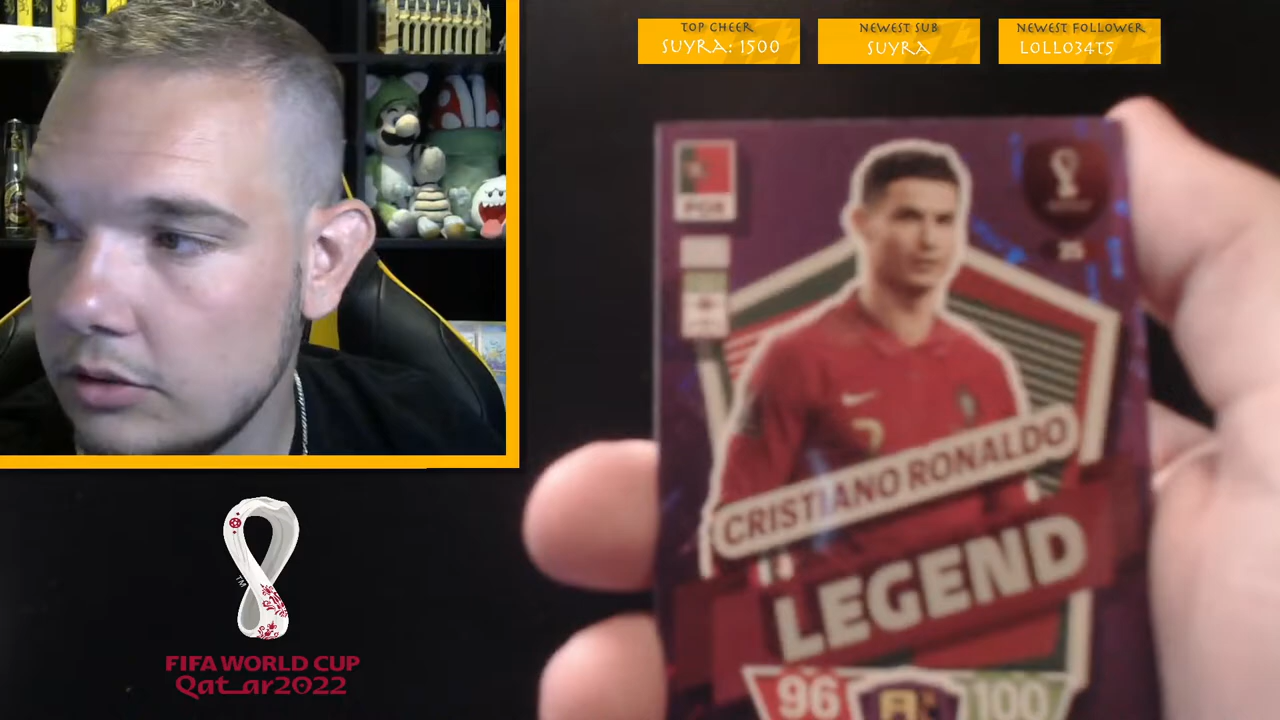 TOP CHEER
SUYRA: 1500
NEWEST SUB
SUYRA
NEWEST FOLLOWER
LOLLO34T5
POR
CRISTIANO RONALDO
LEGEND
96
100
TM
FIFA WORLD CUP
Qatar2022